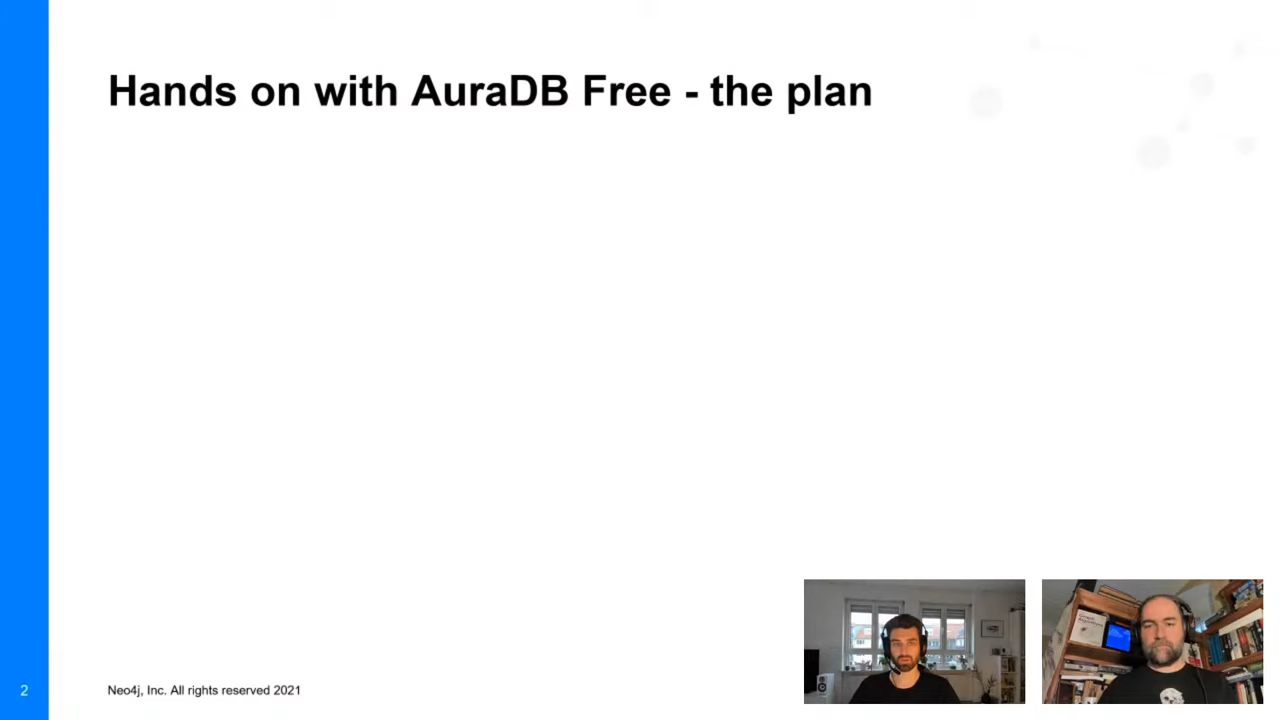 Hands on with AuraDB Free - the plan
2
Neo4j, Inc. All rights reserved 2021